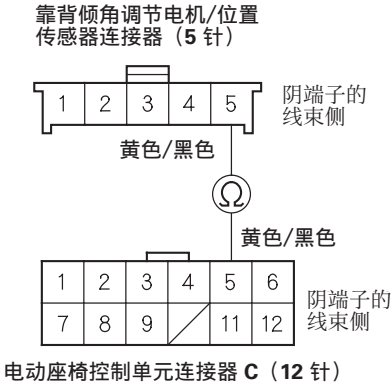 靠背倾角调节电机/位置
传感器连接器（5 针）
1 2 3 4 5
阴端子的
线束侧
黄色/黑色
Ω
黄色/黑色
1 2 3 4 5 6
7 8 9 11 12
阴端子的
线束侧
电动座椅控制单元连接器 C（12 针）